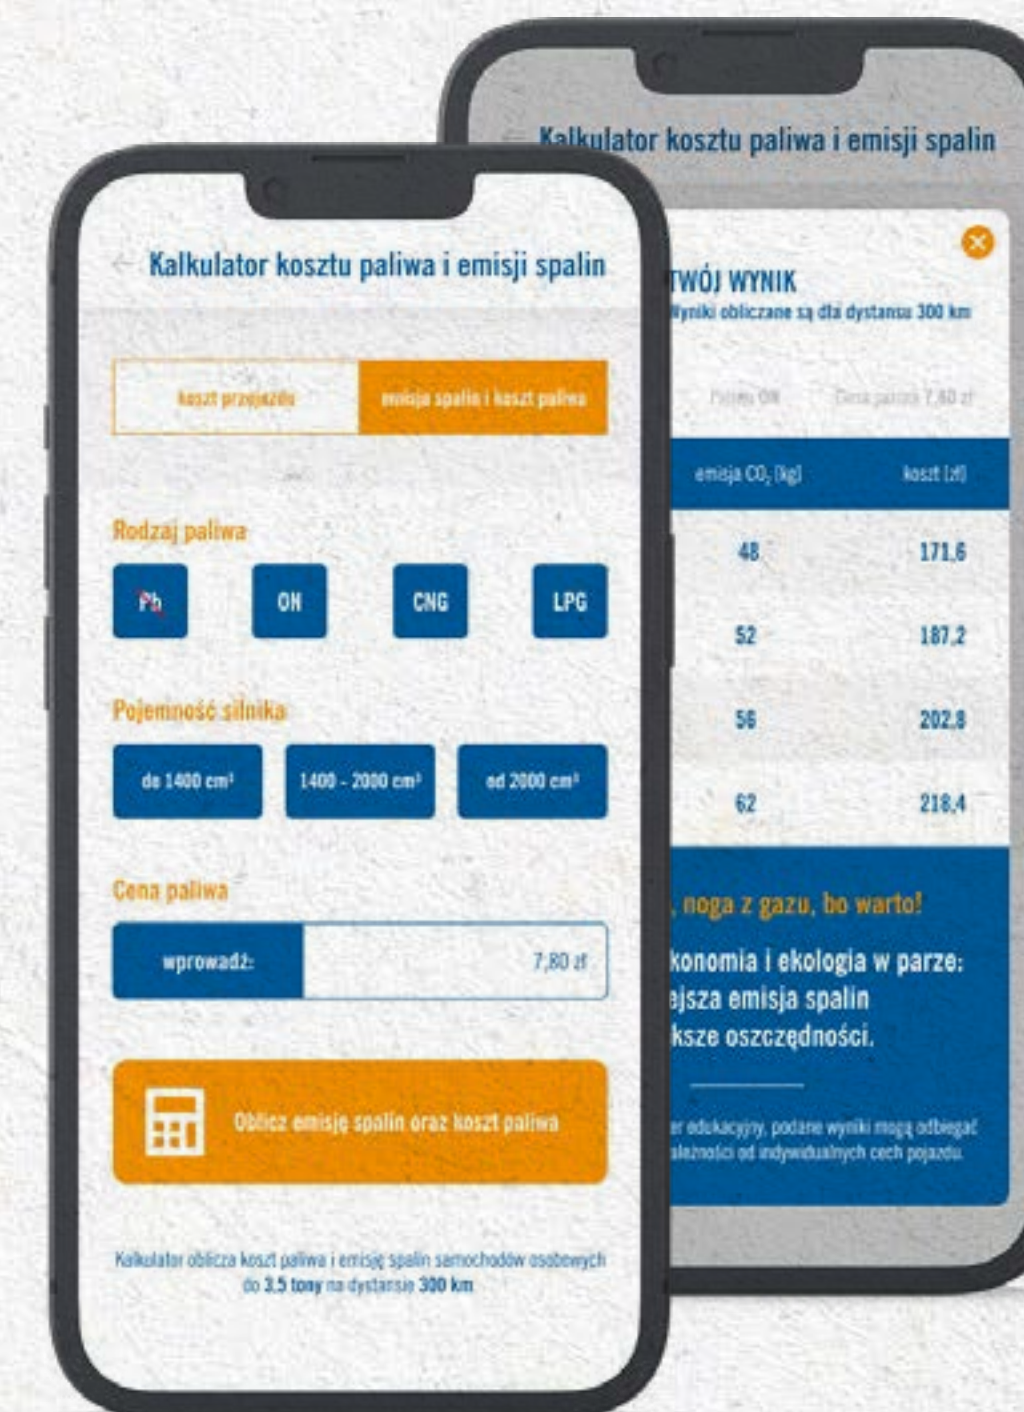 Kalkulator kosztu paliwa i emisji spalin
koszt przejazdu
emisja spalin i koszt paliwa
Rodzaj paliwa
Pb
ON
CNG
LPG
Pojemność silnika
do 1400 cm³
1400 - 2000 cm³
od 2000 cm³
Cena paliwa
wprowadź:
7,80 zł
Oblicz emisję spalin oraz koszt paliwa
Kalkulator oblicza koszt paliwa i emisję spalin samochodów osobowych
do 3,5 tony na dystansie 300 km
Kalkulator kosztu paliwa i emisji spalin
TWÓJ WYNIK
Wyniki obliczane są dla dystansu 300 km
Paliwo ON
Cena paliwa 7,80 zł
emisja CO₂ [kg]
koszt [zł]
48
171,6
52
187,2
56
202,8
62
218,4
, noga z gazu, bo warto!
konomia i ekologia w parze:
ejsza emisja spalin
ksze oszczędności.
er edukacyjny, podane wyniki mogą odbiegać
ależności od indywidualnych cech pojazdu.